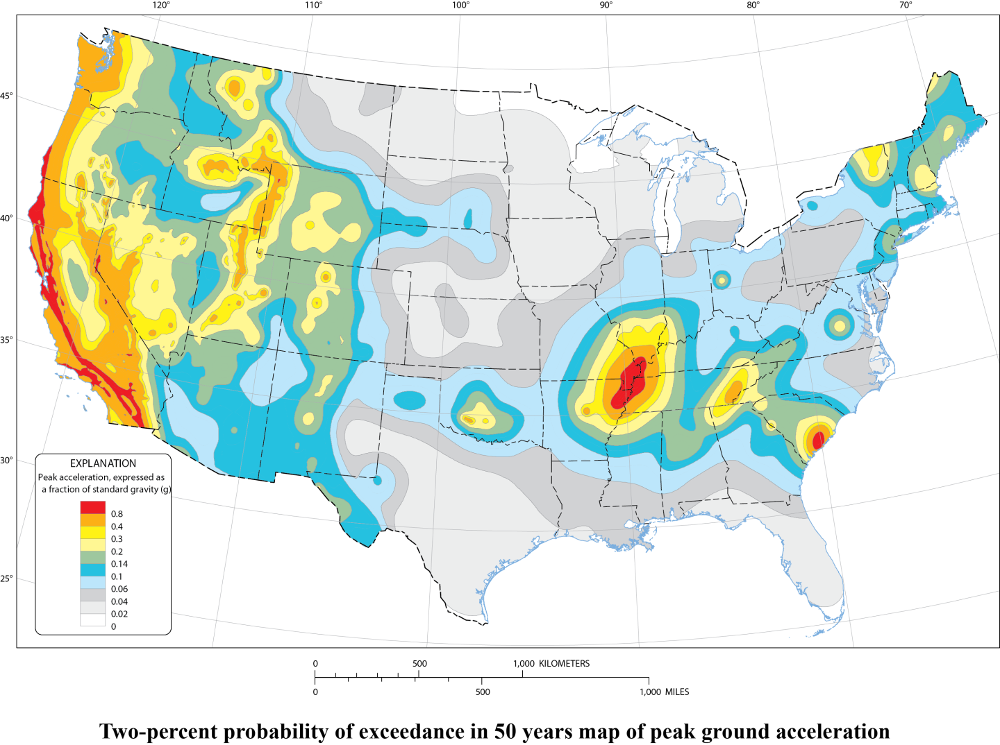 120° 110° 100° 90° 80° 70°
45°
40°
35°
30°
25°
EXPLANATION
Peak acceleration, expressed as
a fraction of standard gravity (g)
0.8
0.4
0.3
0.2
0.14
0.1
0.06
0.04
0.02
0
0 500 1,000 KILOMETERS
0 500 1,000 MILES
Two-percent probability of exceedance in 50 years map of peak ground acceleration